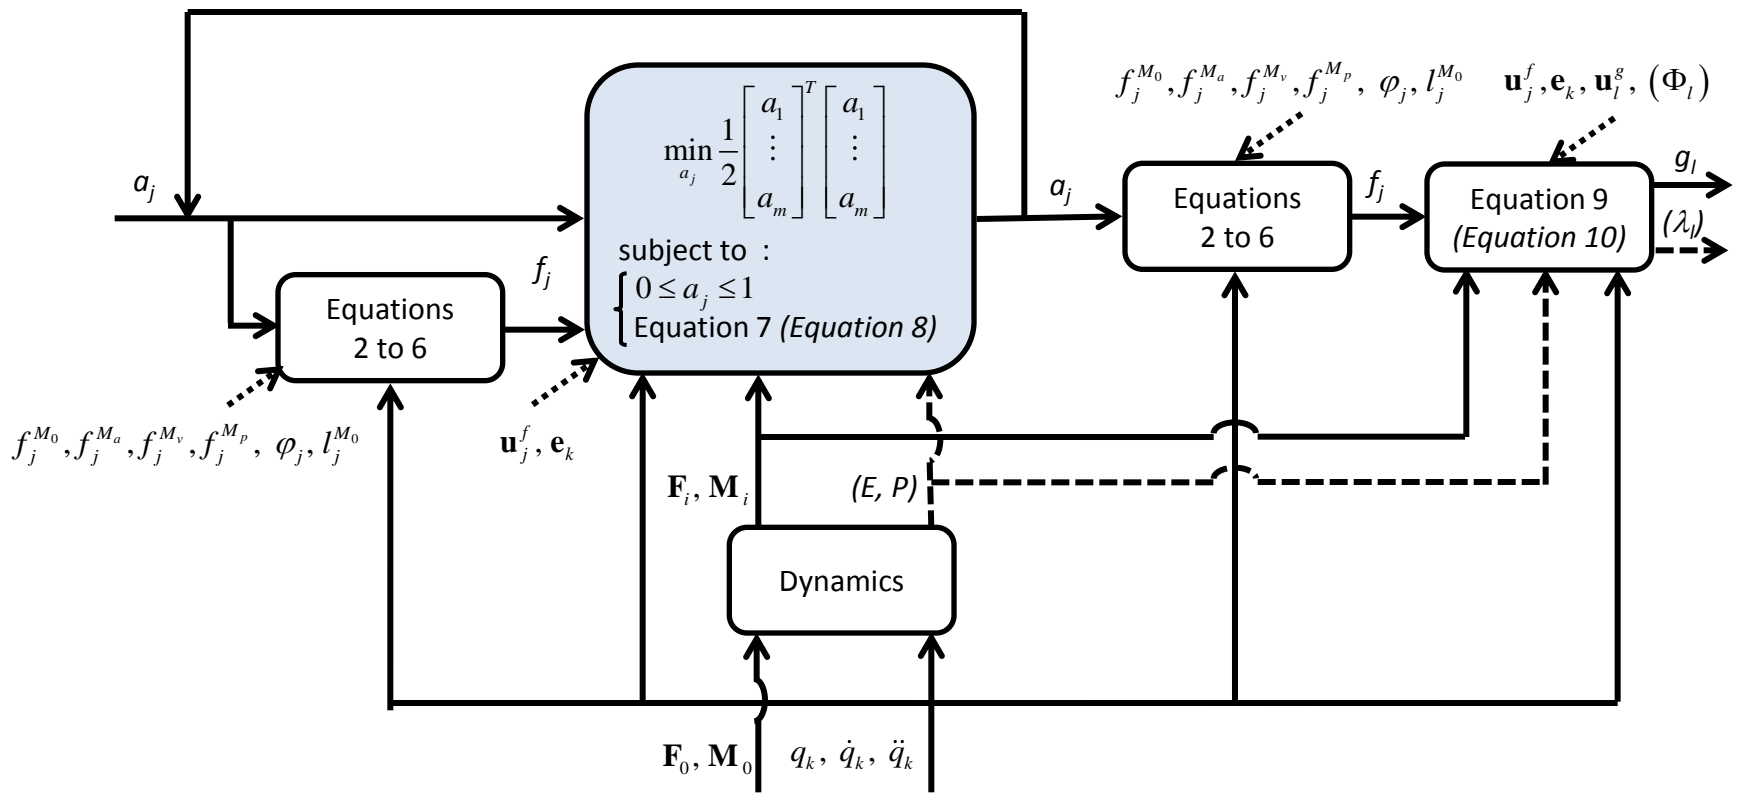 f_j^{M_0}, f_j^{M_a}, f_j^{M_v}, f_j^{M_p}, φ_j, l_j^{M_0}
u_j^f, e_k, u_l^g, (Φ_l)
a_j
min_{a_j} 1/2 [a_1 ⋮ a_m]^T [a_1 ⋮ a_m]
subject to :
0 ≤ a_j ≤ 1
Equation 7 (Equation 8)
a_j
Equations
2 to 6
f_j
Equation 9
(Equation 10)
g_l
(λ_l)
f_j
Equations
2 to 6
f_j^{M_0}, f_j^{M_a}, f_j^{M_v}, f_j^{M_p}, φ_j, l_j^{M_0}
u_j^f, e_k
F_i, M_i
(E, P)
Dynamics
F_0, M_0
q_k, q̇_k, q̈_k